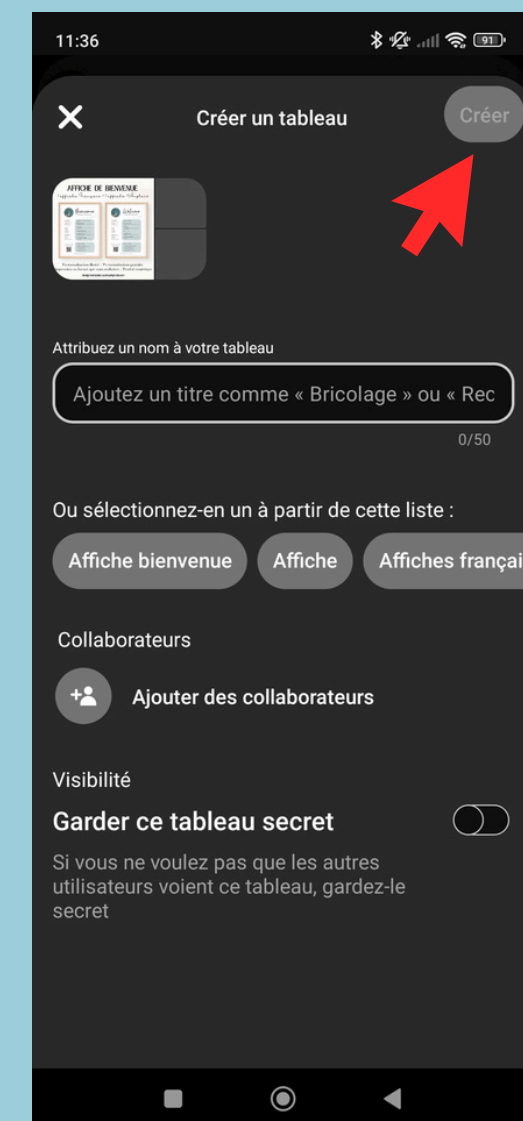 11:36
91
Créer un tableau
Créer
AFFICHE DE BIENVENUE
Attribuez un nom à votre tableau
Ajoutez un titre comme « Bricolage » ou « Rec
0/50
Ou sélectionnez-en un à partir de cette liste :
Affiche bienvenue
Affiche
Affiches françai
Collaborateurs
Ajouter des collaborateurs
Visibilité
Garder ce tableau secret
Si vous ne voulez pas que les autres
utilisateurs voient ce tableau, gardez-le
secret